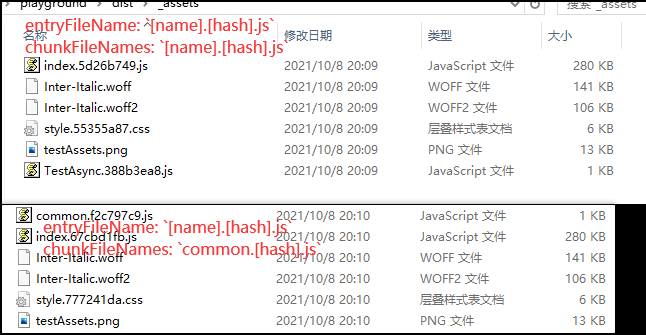 playground > dist > _assets
搜索 _assets
entryFileName: `[name].[hash].js`
chunkFileNames: `[name].[hash].js`
名称 修改日期 类型 大小
index.5d26b749.js 2021/10/8 20:09 JavaScript 文件 280 KB
Inter-Italic.woff 2021/10/8 20:09 WOFF 文件 141 KB
Inter-Italic.woff2 2021/10/8 20:09 WOFF2 文件 106 KB
style.55355a87.css 2021/10/8 20:09 层叠样式表文档 6 KB
testAssets.png 2021/10/8 20:09 PNG 文件 13 KB
TestAsync.388b3ea8.js 2021/10/8 20:09 JavaScript 文件 1 KB
common.f2c797c9.js 2021/10/8 20:10 JavaScript 文件 1 KB
entryFileName: `[name].[hash].js`
index.67cbd1fb.js 2021/10/8 20:10 JavaScript 文件 280 KB
chunkFileNames: `common.[hash].js`
Inter-Italic.woff 2021/10/8 20:10 WOFF 文件 141 KB
Inter-Italic.woff2 2021/10/8 20:10 WOFF2 文件 106 KB
style.777241da.css 2021/10/8 20:10 层叠样式表文档 6 KB
testAssets.png 2021/10/8 20:10 PNG 文件 13 KB